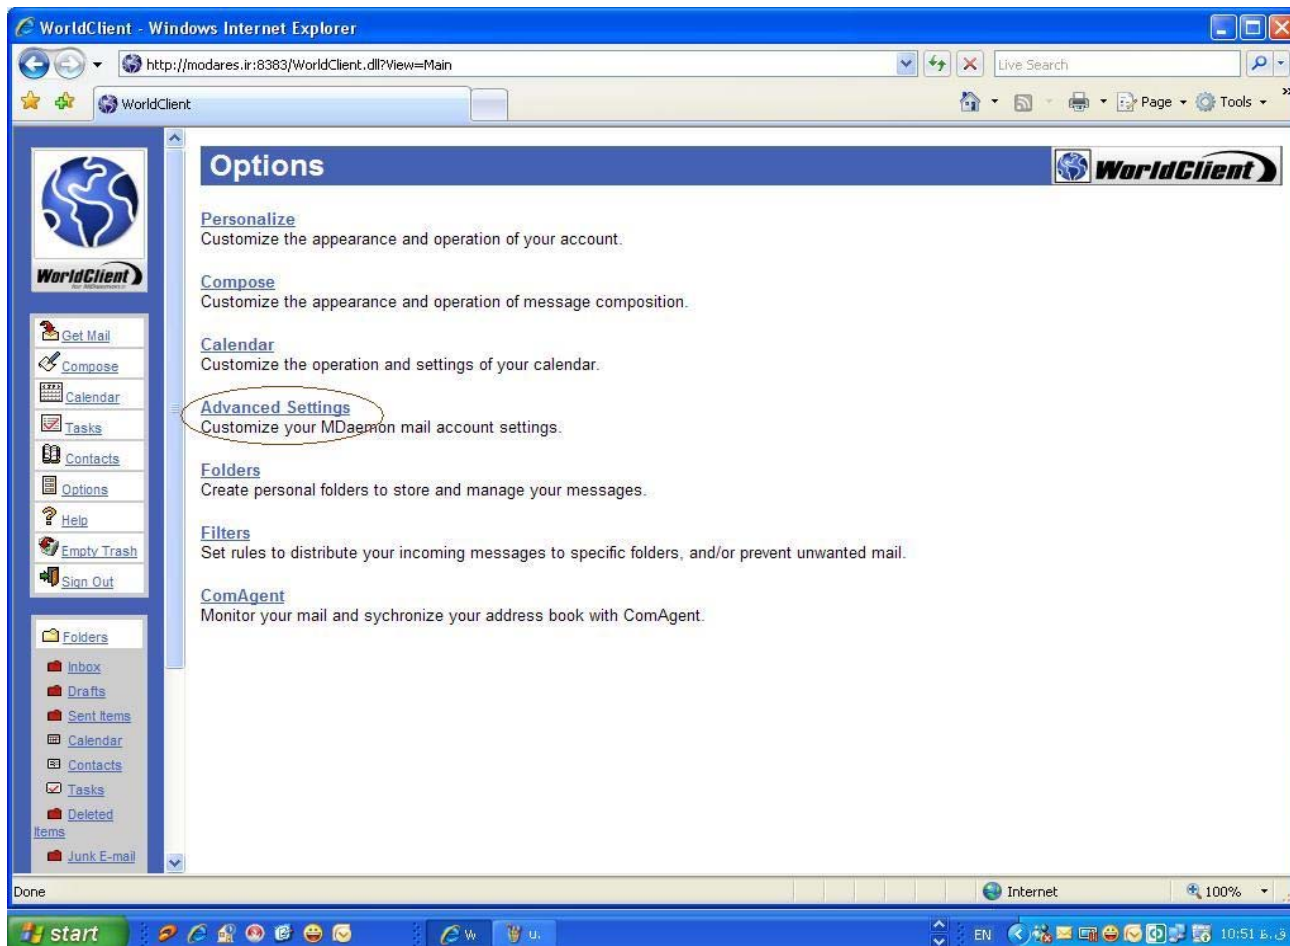 WorldClient - Windows Internet Explorer
http://modares.ir:8383/WorldClient.dll?View=Main
Live Search
WorldClient
Page
Tools
WorldClient
Get Mail
Compose
Calendar
Tasks
Contacts
Options
Help
Empty Trash
Sign Out
Folders
Inbox
Drafts
Sent Items
Calendar
Contacts
Tasks
Deleted
Items
Junk E-mail
Options
WorldClient
Personalize
Customize the appearance and operation of your account.
Compose
Customize the appearance and operation of message composition.
Calendar
Customize the operation and settings of your calendar.
Advanced Settings
Customize your MDaemon mail account settings.
Folders
Create personal folders to store and manage your messages.
Filters
Set rules to distribute your incoming messages to specific folders, and/or prevent unwanted mail.
ComAgent
Monitor your mail and sychronize your address book with ComAgent.
Done
Internet
100%
start
W
u.
EN
10:51 ق.ظ